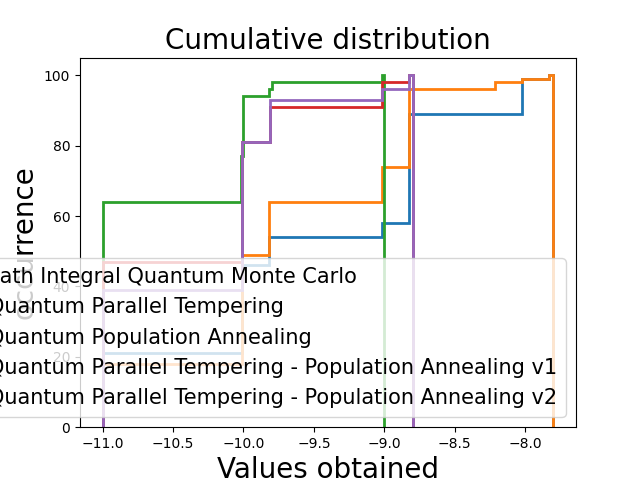 Cumulative distribution
100
80
60
40
20
0
occurrence
ath Integral Quantum Monte Carlo
Quantum Parallel Tempering
Quantum Population Annealing
Quantum Parallel Tempering - Population Annealing v1
Quantum Parallel Tempering - Population Annealing v2
−11.0 −10.5 −10.0 −9.5 −9.0 −8.5 −8.0
Values obtained